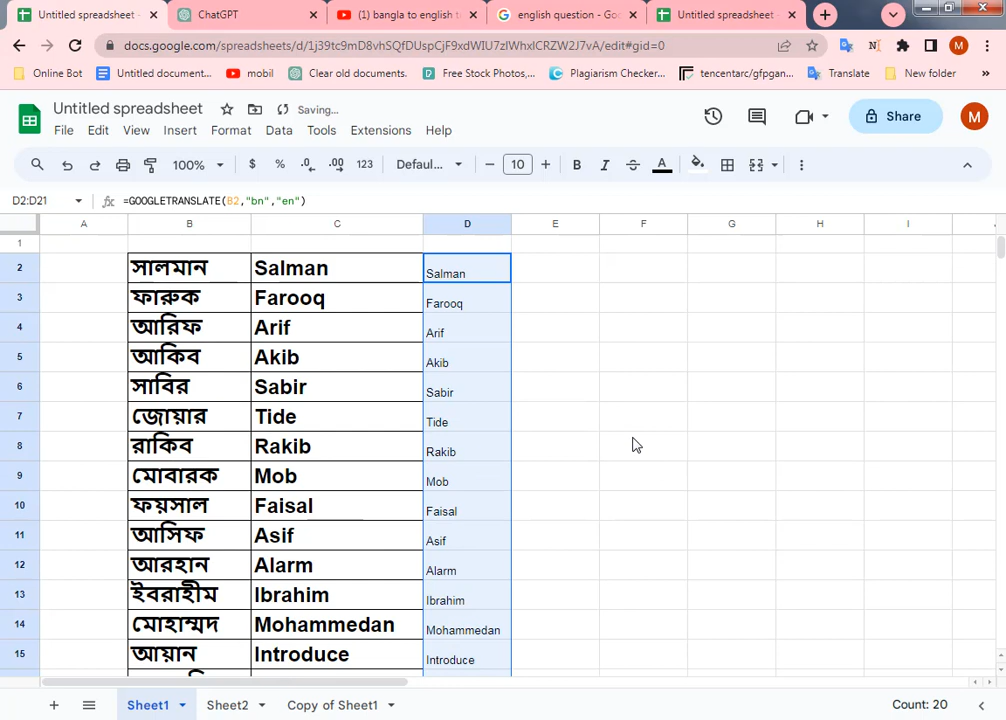 Untitled spreadsheet - ChatGPT (1) bangla to english t english question - Goo Untitled spreadsheet -
docs.google.com/spreadsheets/d/1j39tc9mD8vhSQfDUspCjF9xdWIU7zIWhxICRZW2J7vA/edit#gid=0 M
Online Bot Untitled document... mobil Clear old documents. Free Stock Photos,... Plagiarism Checker... tencentarc/gfpgan... Translate New folder »
Untitled spreadsheet Saving...
File Edit View Insert Format Data Tools Extensions Help Share M
100% $ % .0 .00 123 Defaul... − 10 + B I A
D2:D21 fx =GOOGLETRANSLATE(B2,"bn","en")
A B C D E F G H I
1
2 সালমান Salman Salman
3 ফারুক Farooq Farooq
4 আরিফ Arif Arif
5 আকিব Akib Akib
6 সাবির Sabir Sabir
7 জোয়ার Tide Tide
8 রাকিব Rakib Rakib
9 মোবারক Mob Mob
10 ফয়সাল Faisal Faisal
11 আসিফ Asif Asif
12 আরহান Alarm Alarm
13 ইবরাহীম Ibrahim Ibrahim
14 মোহাম্মদ Mohammedan Mohammedan
15 আয়ান Introduce Introduce
+ Sheet1 Sheet2 Copy of Sheet1 Count: 20